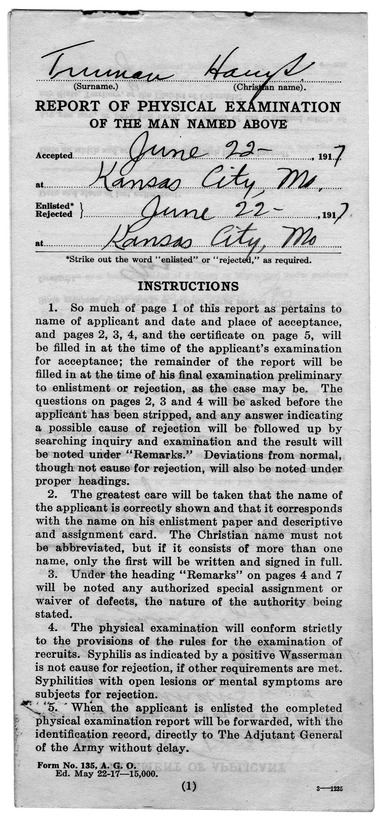 Truman Harry S.
(Surname.) (Christian name).
REPORT OF PHYSICAL EXAMINATION
OF THE MAN NAMED ABOVE
Accepted June 22-, 1917
at Kansas City, Mo.
Enlisted*
Rejected } June 22-, 1917
at Kansas City, Mo
*Strike out the word "enlisted" or "rejected," as required.
INSTRUCTIONS
1. So much of page 1 of this report as pertains to
name of applicant and date and place of acceptance,
and pages 2, 3, 4, and the certificate on page 5, will
be filled in at the time of the applicant's examination
for acceptance; the remainder of the report will be
filled in at the time of his final examination preliminary
to enlistment or rejection, as the case may be. The
questions on pages 2, 3 and 4 will be asked before the
applicant has been stripped, and any answer indicating
a possible cause of rejection will be followed up by
searching inquiry and examination and the result will
be noted under "Remarks." Deviations from normal,
though not cause for rejection, will also be noted under
proper headings.
2. The greatest care will be taken that the name of
the applicant is correctly shown and that it corresponds
with the name on his enlistment paper and descriptive
and assignment card. The Christian name must not
be abbreviated, but if it consists of more than one
name, only the first will be written and signed in full.
3. Under the heading "Remarks" on pages 4 and 7
will be noted any authorized special assignment or
waiver of defects, the nature of the authority being
stated.
4. The physical examination will conform strictly
to the provisions of the rules for the examination of
recruits. Syphilis as indicated by a positive Wasserman
is not cause for rejection, if other requirements are met.
Syphilitics with open lesions or mental symptoms are
subjects for rejection.
5. When the applicant is enlisted the completed
physical examination report will be forwarded, with the
identification record, directly to The Adjutant General
of the Army without delay.
Form No. 135, A. G. O.
Ed. May 22-17—15,000.
(1) 3—1225